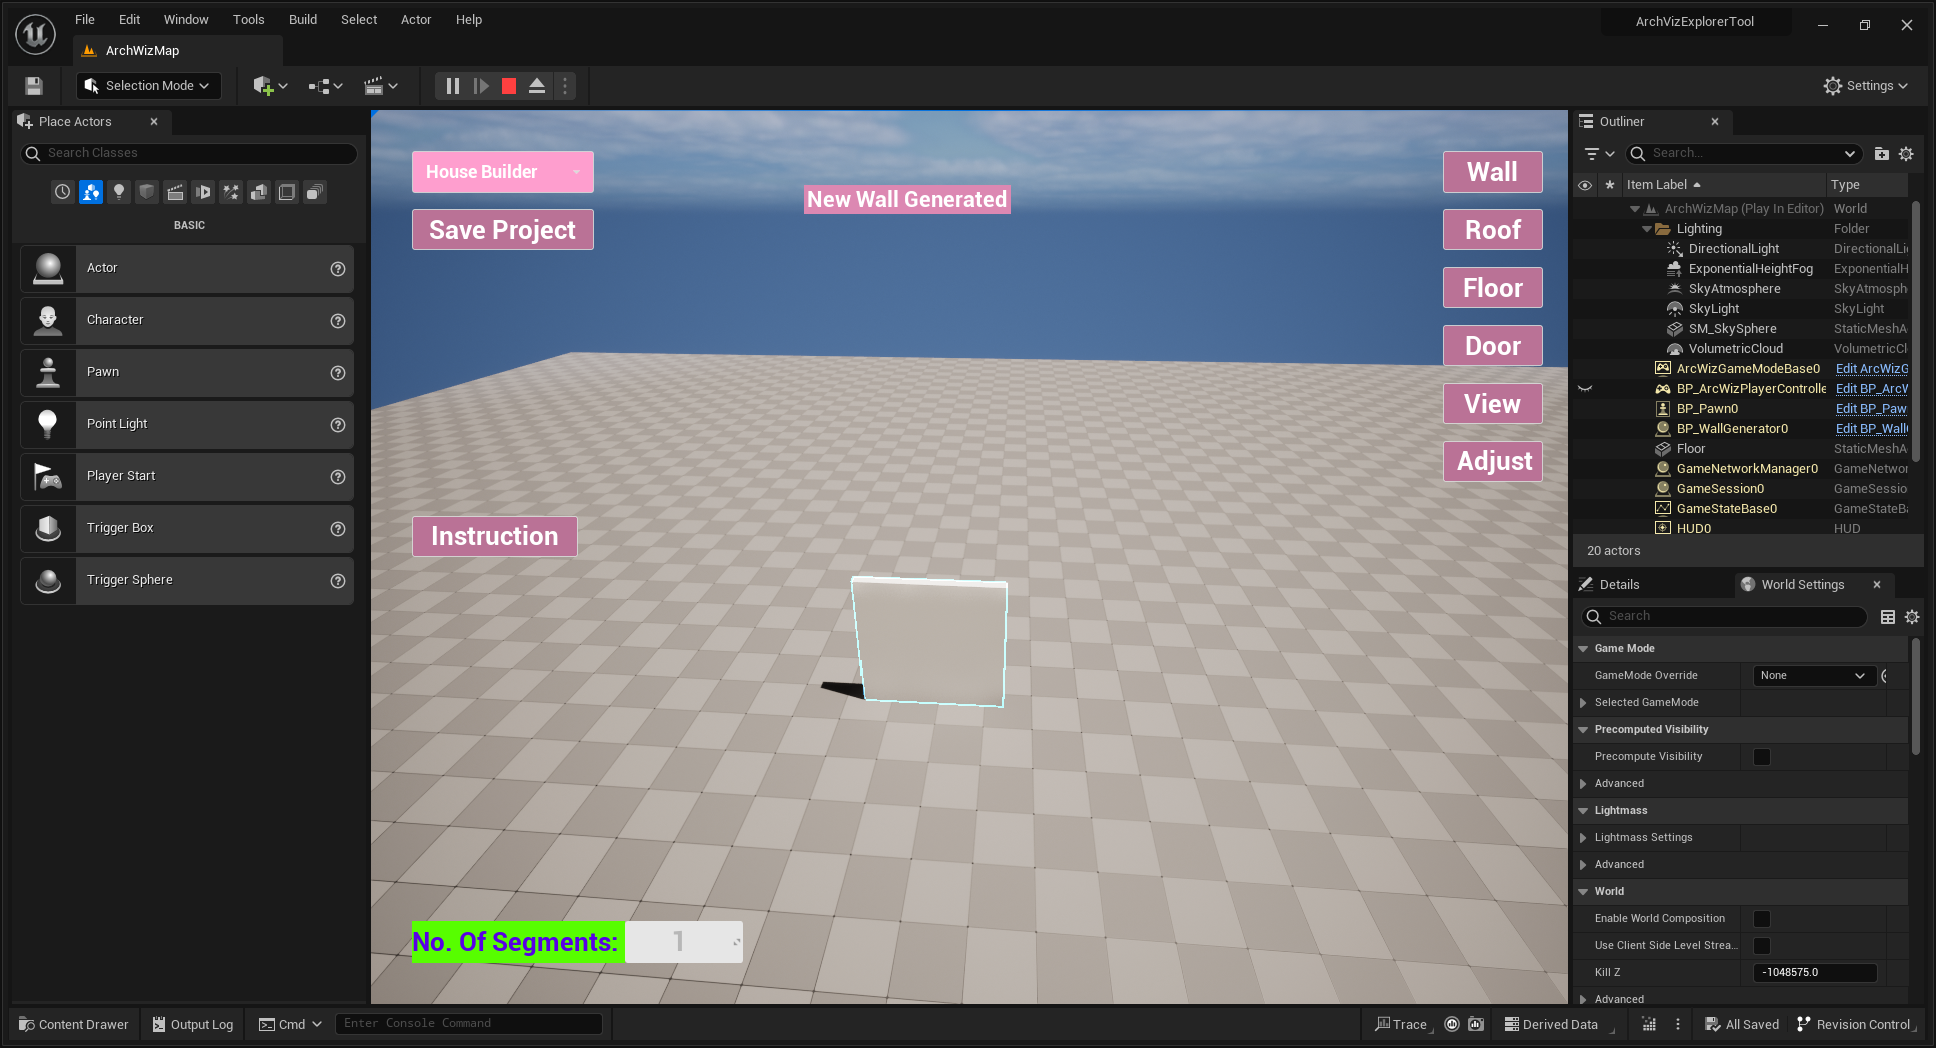 File Edit Window Tools Build Select Actor Help
ArchVizExplorerTool
ArchWizMap
Selection Mode
Settings
Place Actors
Search Classes
BASIC
Actor
Character
Pawn
Point Light
Player Start
Trigger Box
Trigger Sphere
House Builder
Save Project
New Wall Generated
Wall
Roof
Floor
Door
View
Adjust
Instruction
No. Of Segments: 1
Outliner
Search...
Item Label Type
ArchWizMap (Play In Editor) World
Lighting Folder
DirectionalLight DirectionalLi
ExponentialHeightFog ExponentialH
SkyAtmosphere SkyAtmosph
SkyLight SkyLight
SM_SkySphere StaticMeshA
VolumetricCloud VolumetricCl
ArcWizGameModeBase0 Edit ArcWizG
BP_ArcWizPlayerControlle Edit BP_ArcW
BP_Pawn0 Edit BP_Paw
BP_WallGenerator0 Edit BP_Wall
Floor StaticMeshA
GameNetworkManager0 GameNetwor
GameSession0 GameSessio
GameStateBase0 GameStateBa
HUD0 HUD
20 actors
Details World Settings
Search
Game Mode
GameMode Override None
Selected GameMode
Precomputed Visibility
Precompute Visibility
Advanced
Lightmass
Lightmass Settings
Advanced
World
Enable World Composition
Use Client Side Level Strea...
Kill Z -1048575.0
Advanced
Content Drawer Output Log Cmd Enter Console Command
Trace Derived Data All Saved Revision Control